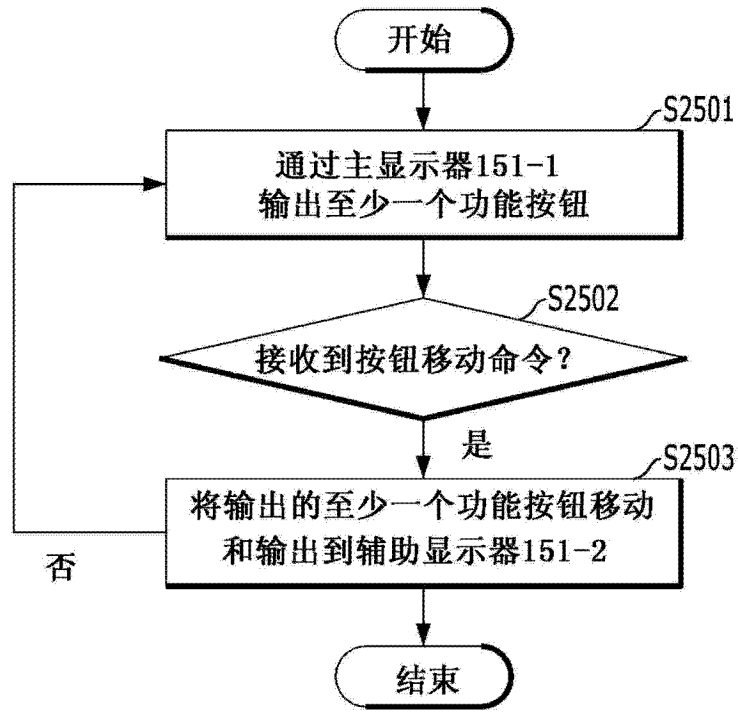 开始
S2501
通过主显示器151-1
输出至少一个功能按钮
S2502
接收到按钮移动命令?
是
S2503
将输出的至少一个功能按钮移动
和输出到辅助显示器151-2
否
结束